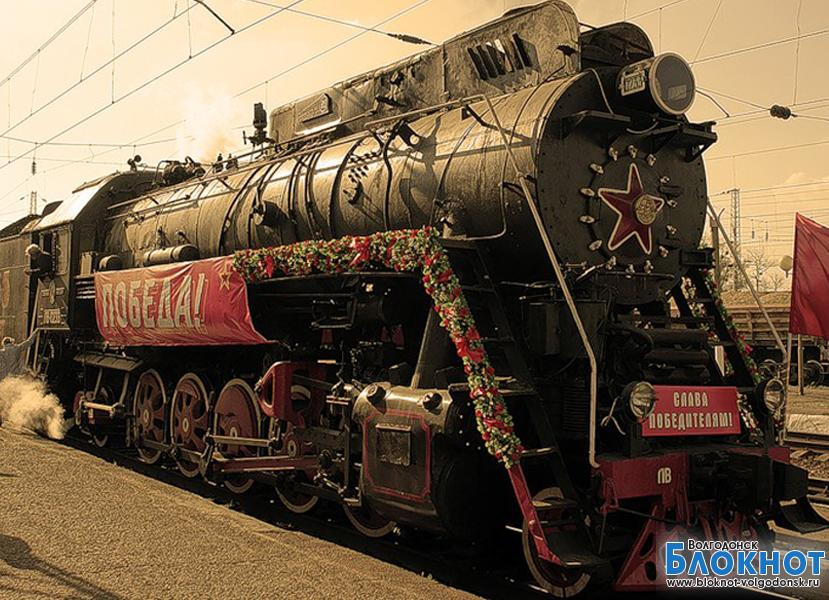 ПОБЕДА!
СЛАВА
ПОБЕДИТЕЛЯМ!
ЛВ
Волгодонск
БЛОКНОТ
www.bloknot-volgodonsk.ru